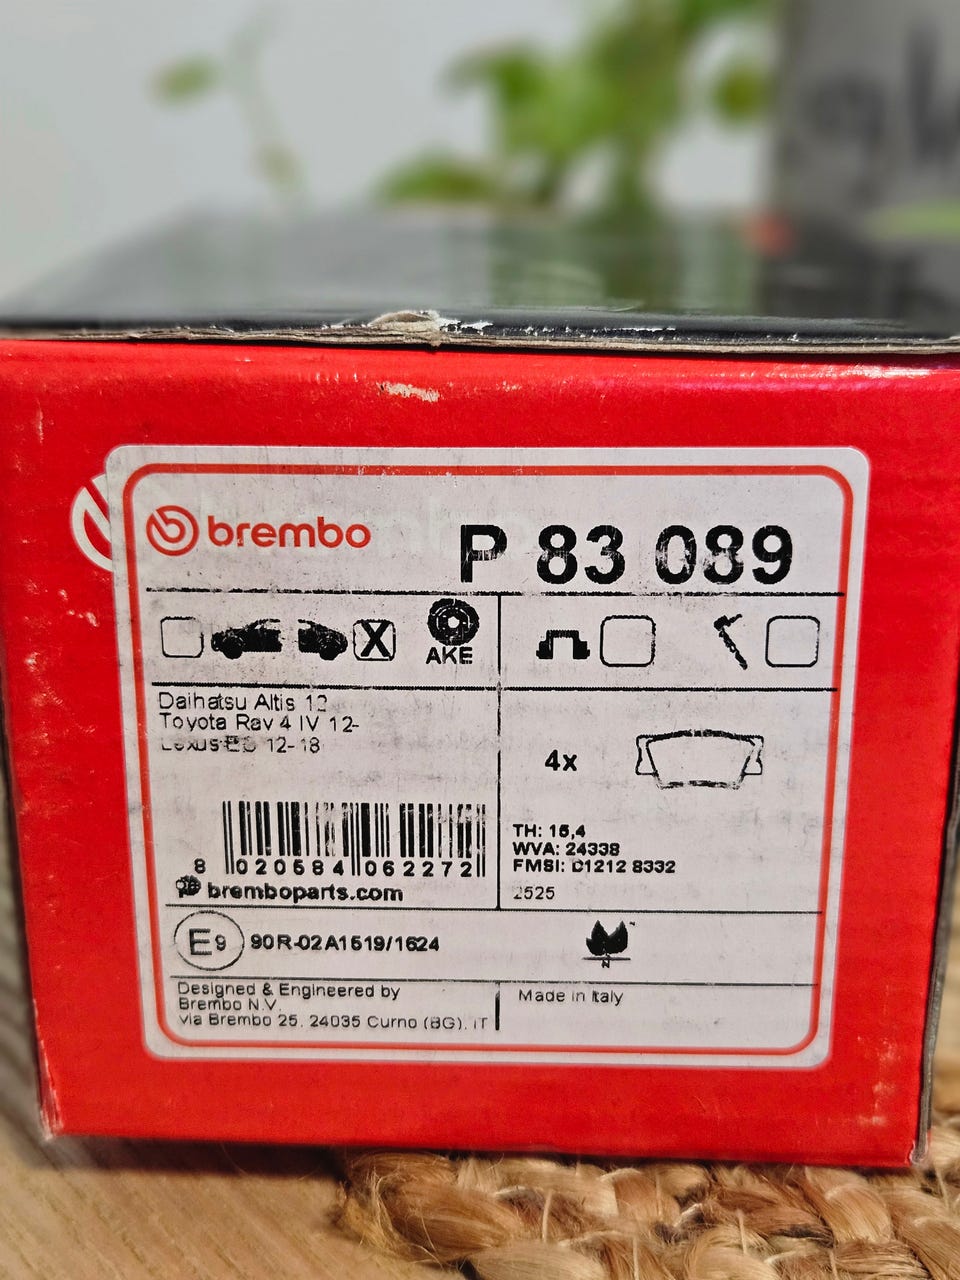 brembo
P 83 089
X
AKE
Daihatsu Altis 12
Toyota Rav 4 IV 12-
Lexus ES 12-18
4x
TH: 15,4
WVA: 24338
FMSI: D1212 8332
2525
8 020584 062272
bremboparts.com
E9 90R-02A1519/1624
N
Designed & Engineered by
Brembo N.V.
via Brembo 25, 24035 Curno (BG), IT
Made in Italy